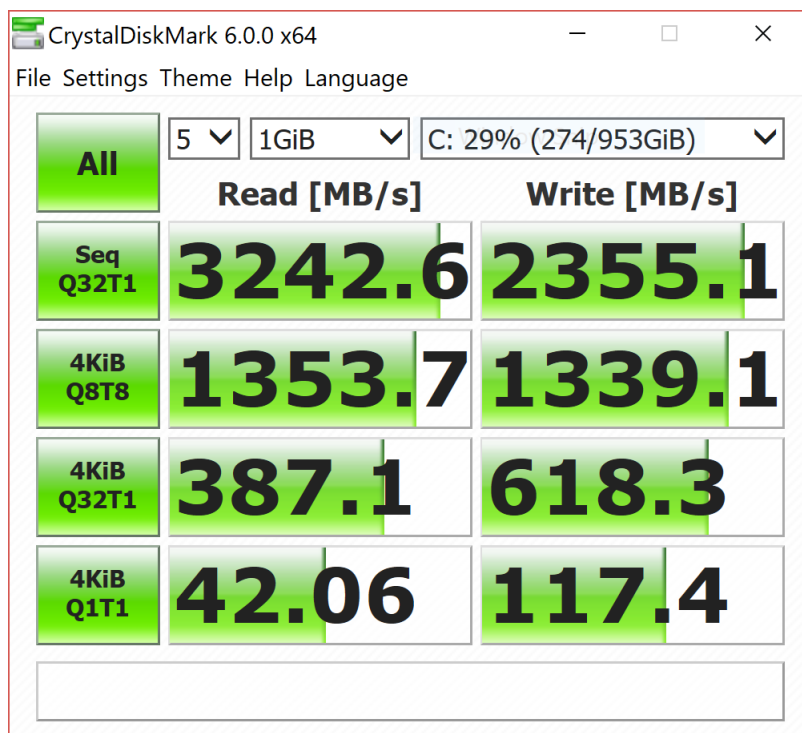 CrystalDiskMark 6.0.0 x64
File Settings Theme Help Language
All
5
1GiB
C: 29% (274/953GiB)
Read [MB/s]
Write [MB/s]
Seq
Q32T1
3242.6
2355.1
4KiB
Q8T8
1353.7
1339.1
4KiB
Q32T1
387.1
618.3
4KiB
Q1T1
42.06
117.4